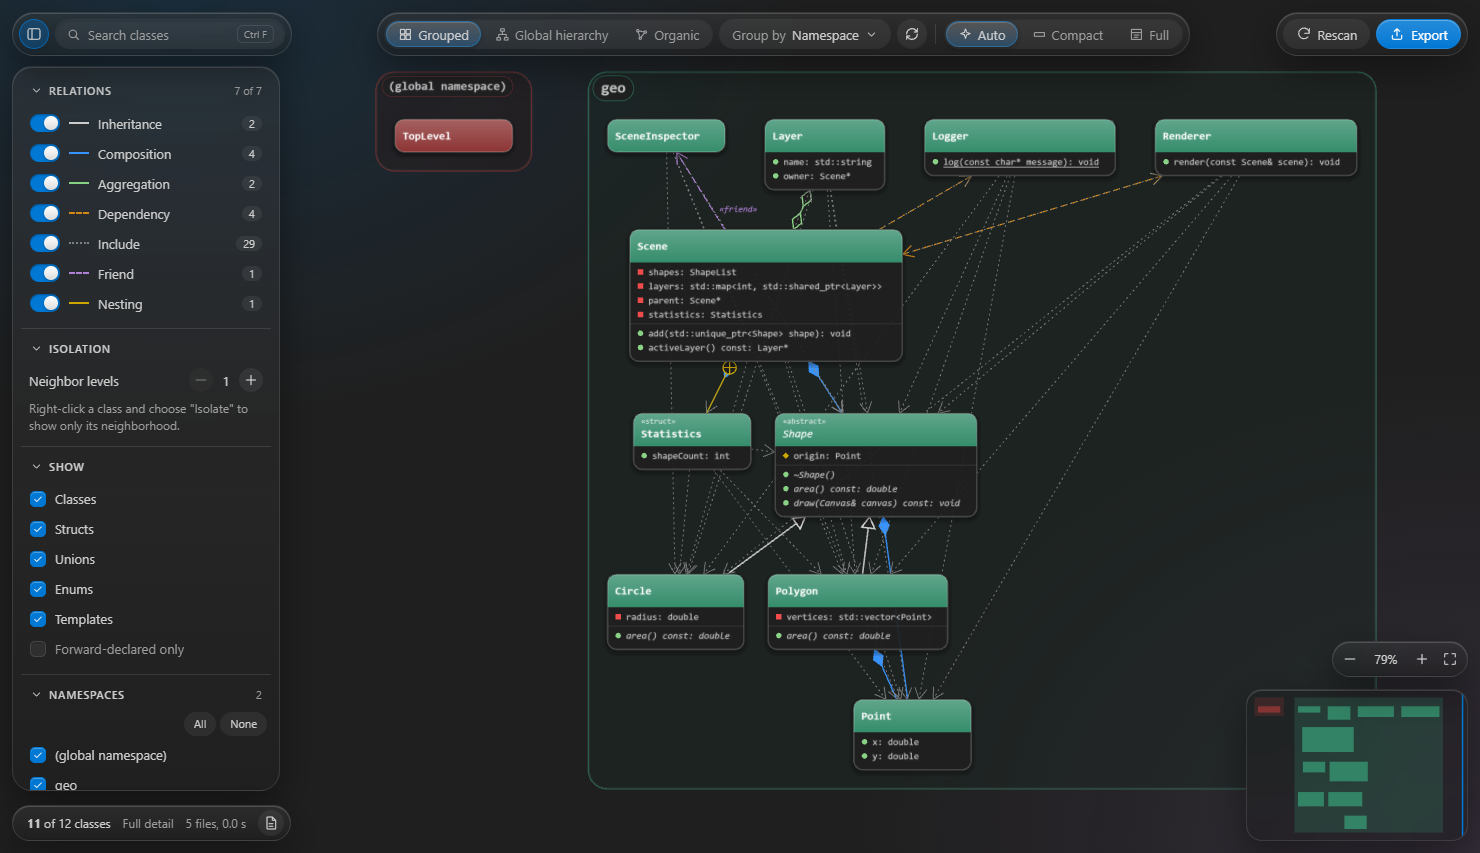 Search classes
Ctrl F
Grouped
Global hierarchy
Organic
Group by Namespace
Auto
Compact
Full
Rescan
Export
RELATIONS
7 of 7
Inheritance
2
Composition
4
Aggregation
2
Dependency
4
Include
29
Friend
1
Nesting
1
ISOLATION
Neighbor levels
1
Right-click a class and choose "Isolate" to
show only its neighborhood.
SHOW
Classes
Structs
Unions
Enums
Templates
Forward-declared only
NAMESPACES
2
All
None
(global namespace)
geo
11 of 12 classes
Full detail
5 files, 0.0 s
(global namespace)
TopLevel
geo
SceneInspector
Layer
name: std::string
owner: Scene*
Logger
log(const char* message): void
Renderer
render(const Scene& scene): void
«friend»
Scene
shapes: ShapeList
layers: std::map<int, std::shared_ptr<Layer>>
parent: Scene*
statistics: Statistics
add(std::unique_ptr<Shape> shape): void
activeLayer() const: Layer*
«struct»
Statistics
shapeCount: int
«abstract»
Shape
origin: Point
~Shape()
area() const: double
draw(Canvas& canvas) const: void
Circle
radius: double
area() const: double
Polygon
vertices: std::vector<Point>
area() const: double
Point
x: double
y: double
79%